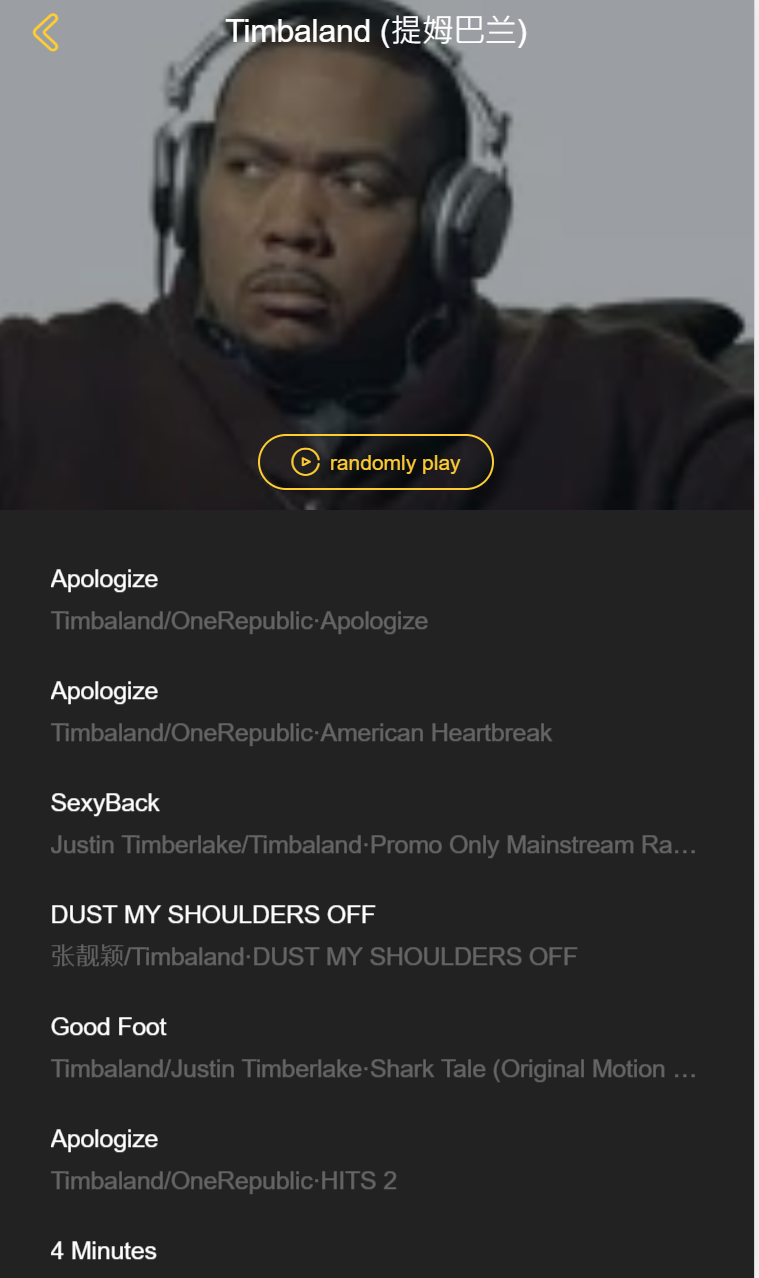 Timbaland (提姆巴兰)
randomly play
Apologize
Timbaland/OneRepublic·Apologize
Apologize
Timbaland/OneRepublic·American Heartbreak
SexyBack
Justin Timberlake/Timbaland·Promo Only Mainstream Ra…
DUST MY SHOULDERS OFF
张靓颖/Timbaland·DUST MY SHOULDERS OFF
Good Foot
Timbaland/Justin Timberlake·Shark Tale (Original Motion …
Apologize
Timbaland/OneRepublic·HITS 2
4 Minutes